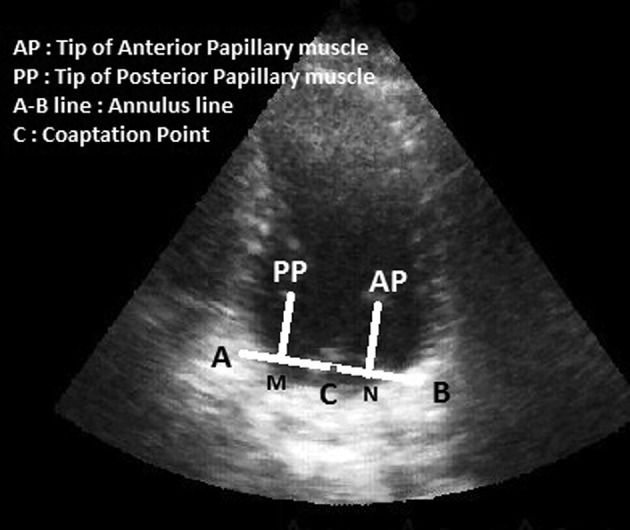 AP : Tip of Anterior Papillary muscle
PP : Tip of Posterior Papillary muscle
A-B line : Annulus line
C : Coaptation Point
PP
AP
A
M
C
N
B